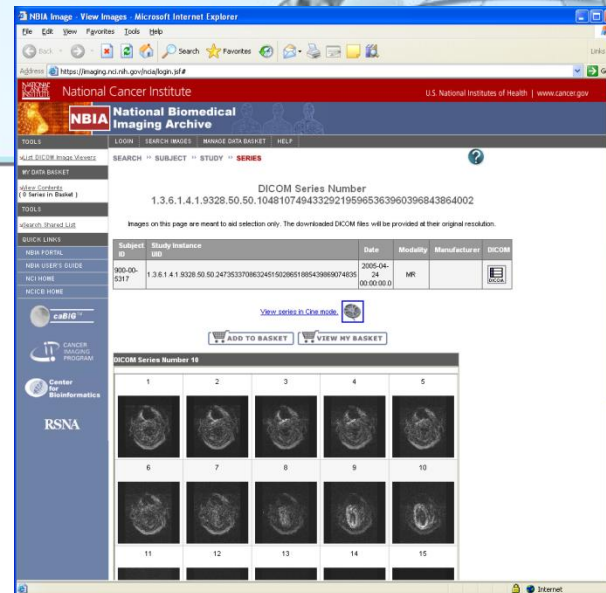 NBIA Image - View Images - Microsoft Internet Explorer
File Edit View Favorites Tools Help
Back Search Favorites Links
Address https://imaging.nci.nih.gov/ncia/login.jsf# G
NATIONAL CANCER INSTITUTE National Cancer Institute U.S. National Institutes of Health | www.cancer.gov
NBIA National Biomedical
Imaging Archive
TOOLS LOGIN SEARCH IMAGES MANAGE DATA BASKET HELP
List DICOM Image Viewers SEARCH SUBJECT STUDY SERIES ?
MY DATA BASKET
View Contents
( 0 Series in Basket )
TOOLS
Search Shared List
QUICK LINKS
NBIA PORTAL
NBIA USER'S GUIDE
NCI HOME
NCICB HOME
caBIG
CANCER
IMAGING
PROGRAM
Center
for
Bioinformatics
RSNA
DICOM Series Number
1.3.6.1.4.1.9328.50.50.104810749433292195965363960396843864002
Images on this page are meant to aid selection only. The downloaded DICOM files will be provided at their original resolution.
Subject ID Study Instance UID Date Modality Manufacturer DICOM
900-00-5317 1.3.6.1.4.1.9328.50.50.247353370863245150286518854398690748​35 2005-04-24 00:00:00.0 MR DICOM
View series in Cine mode.
ADD TO BASKET VIEW MY BASKET
DICOM Series Number 10
1 2 3 4 5
6 7 8 9 10
11 12 13 14 15
Internet